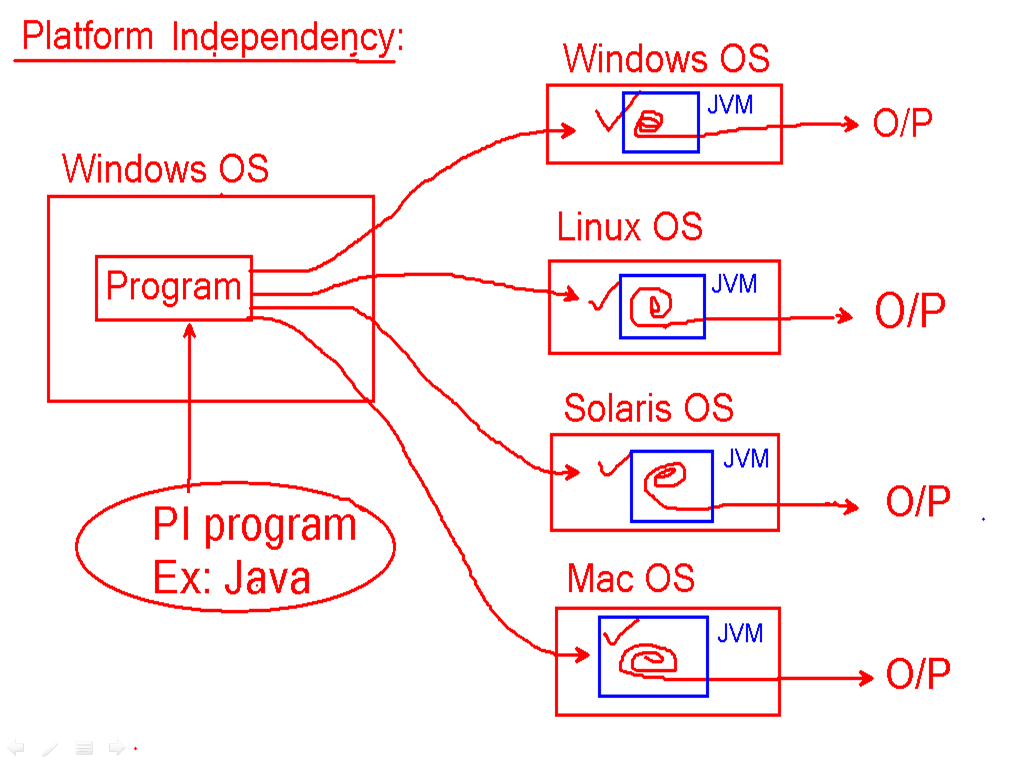 Platform Independency:
Windows OS
Program
PI program
Ex: Java
Windows OS
JVM
O/P
Linux OS
JVM
O/P
Solaris OS
JVM
O/P
Mac OS
JVM
O/P